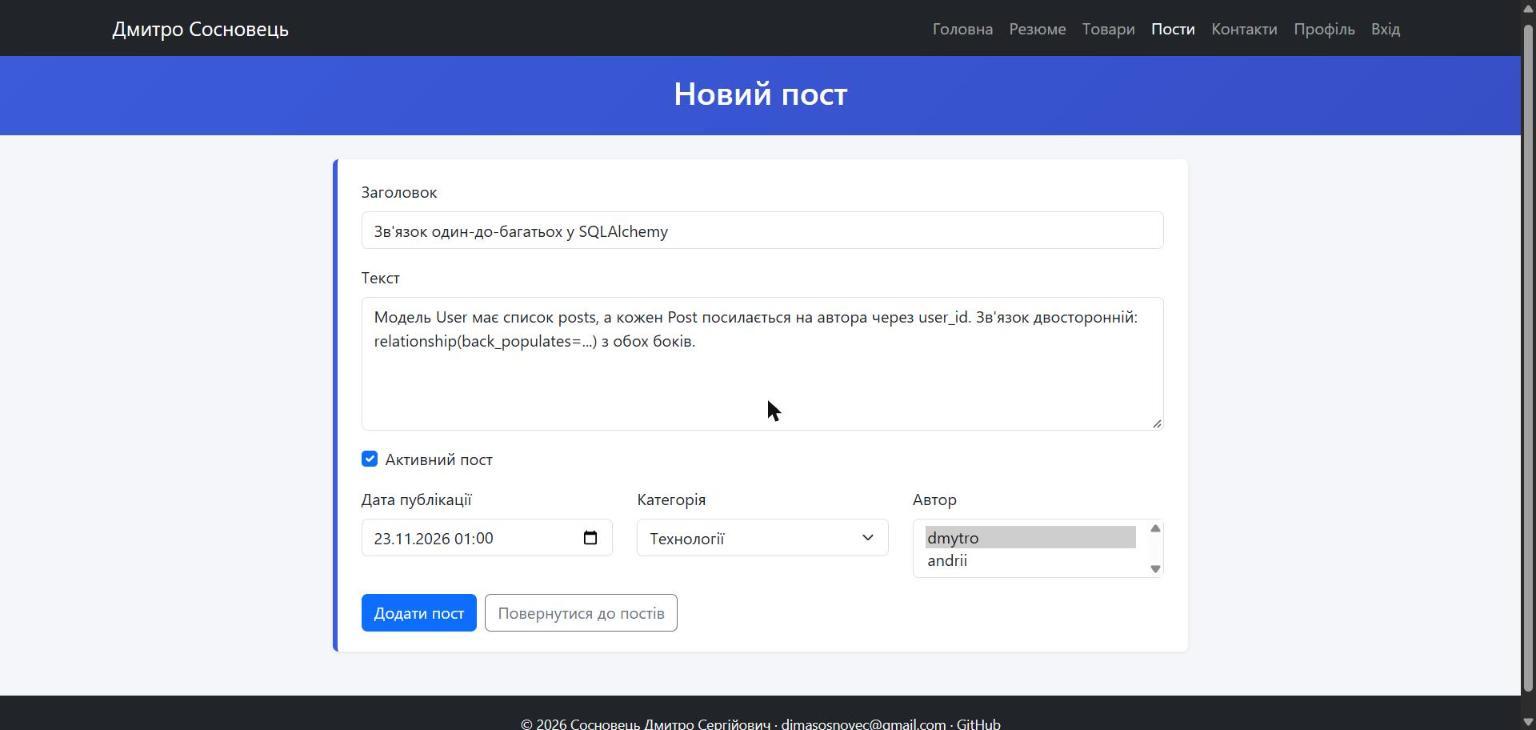 Дмитро Сосновець
Головна Резюме Товари Пости Контакти Профіль Вхід
Новий пост
Заголовок
Зв'язок один-до-багатьох у SQLAlchemy
Текст
Модель User має список posts, а кожен Post посилається на автора через user_id. Зв'язок двосторонній:
relationship(back_populates=...) з обох боків.
Активний пост
Дата публікації Категорія Автор
23.11.2026 01:00 Технології dmytro
andrii
Додати пост Повернутися до постів
© 2026 Сосновець Дмитро Сергійович · dimasosnovec@gmail.com · GitHub